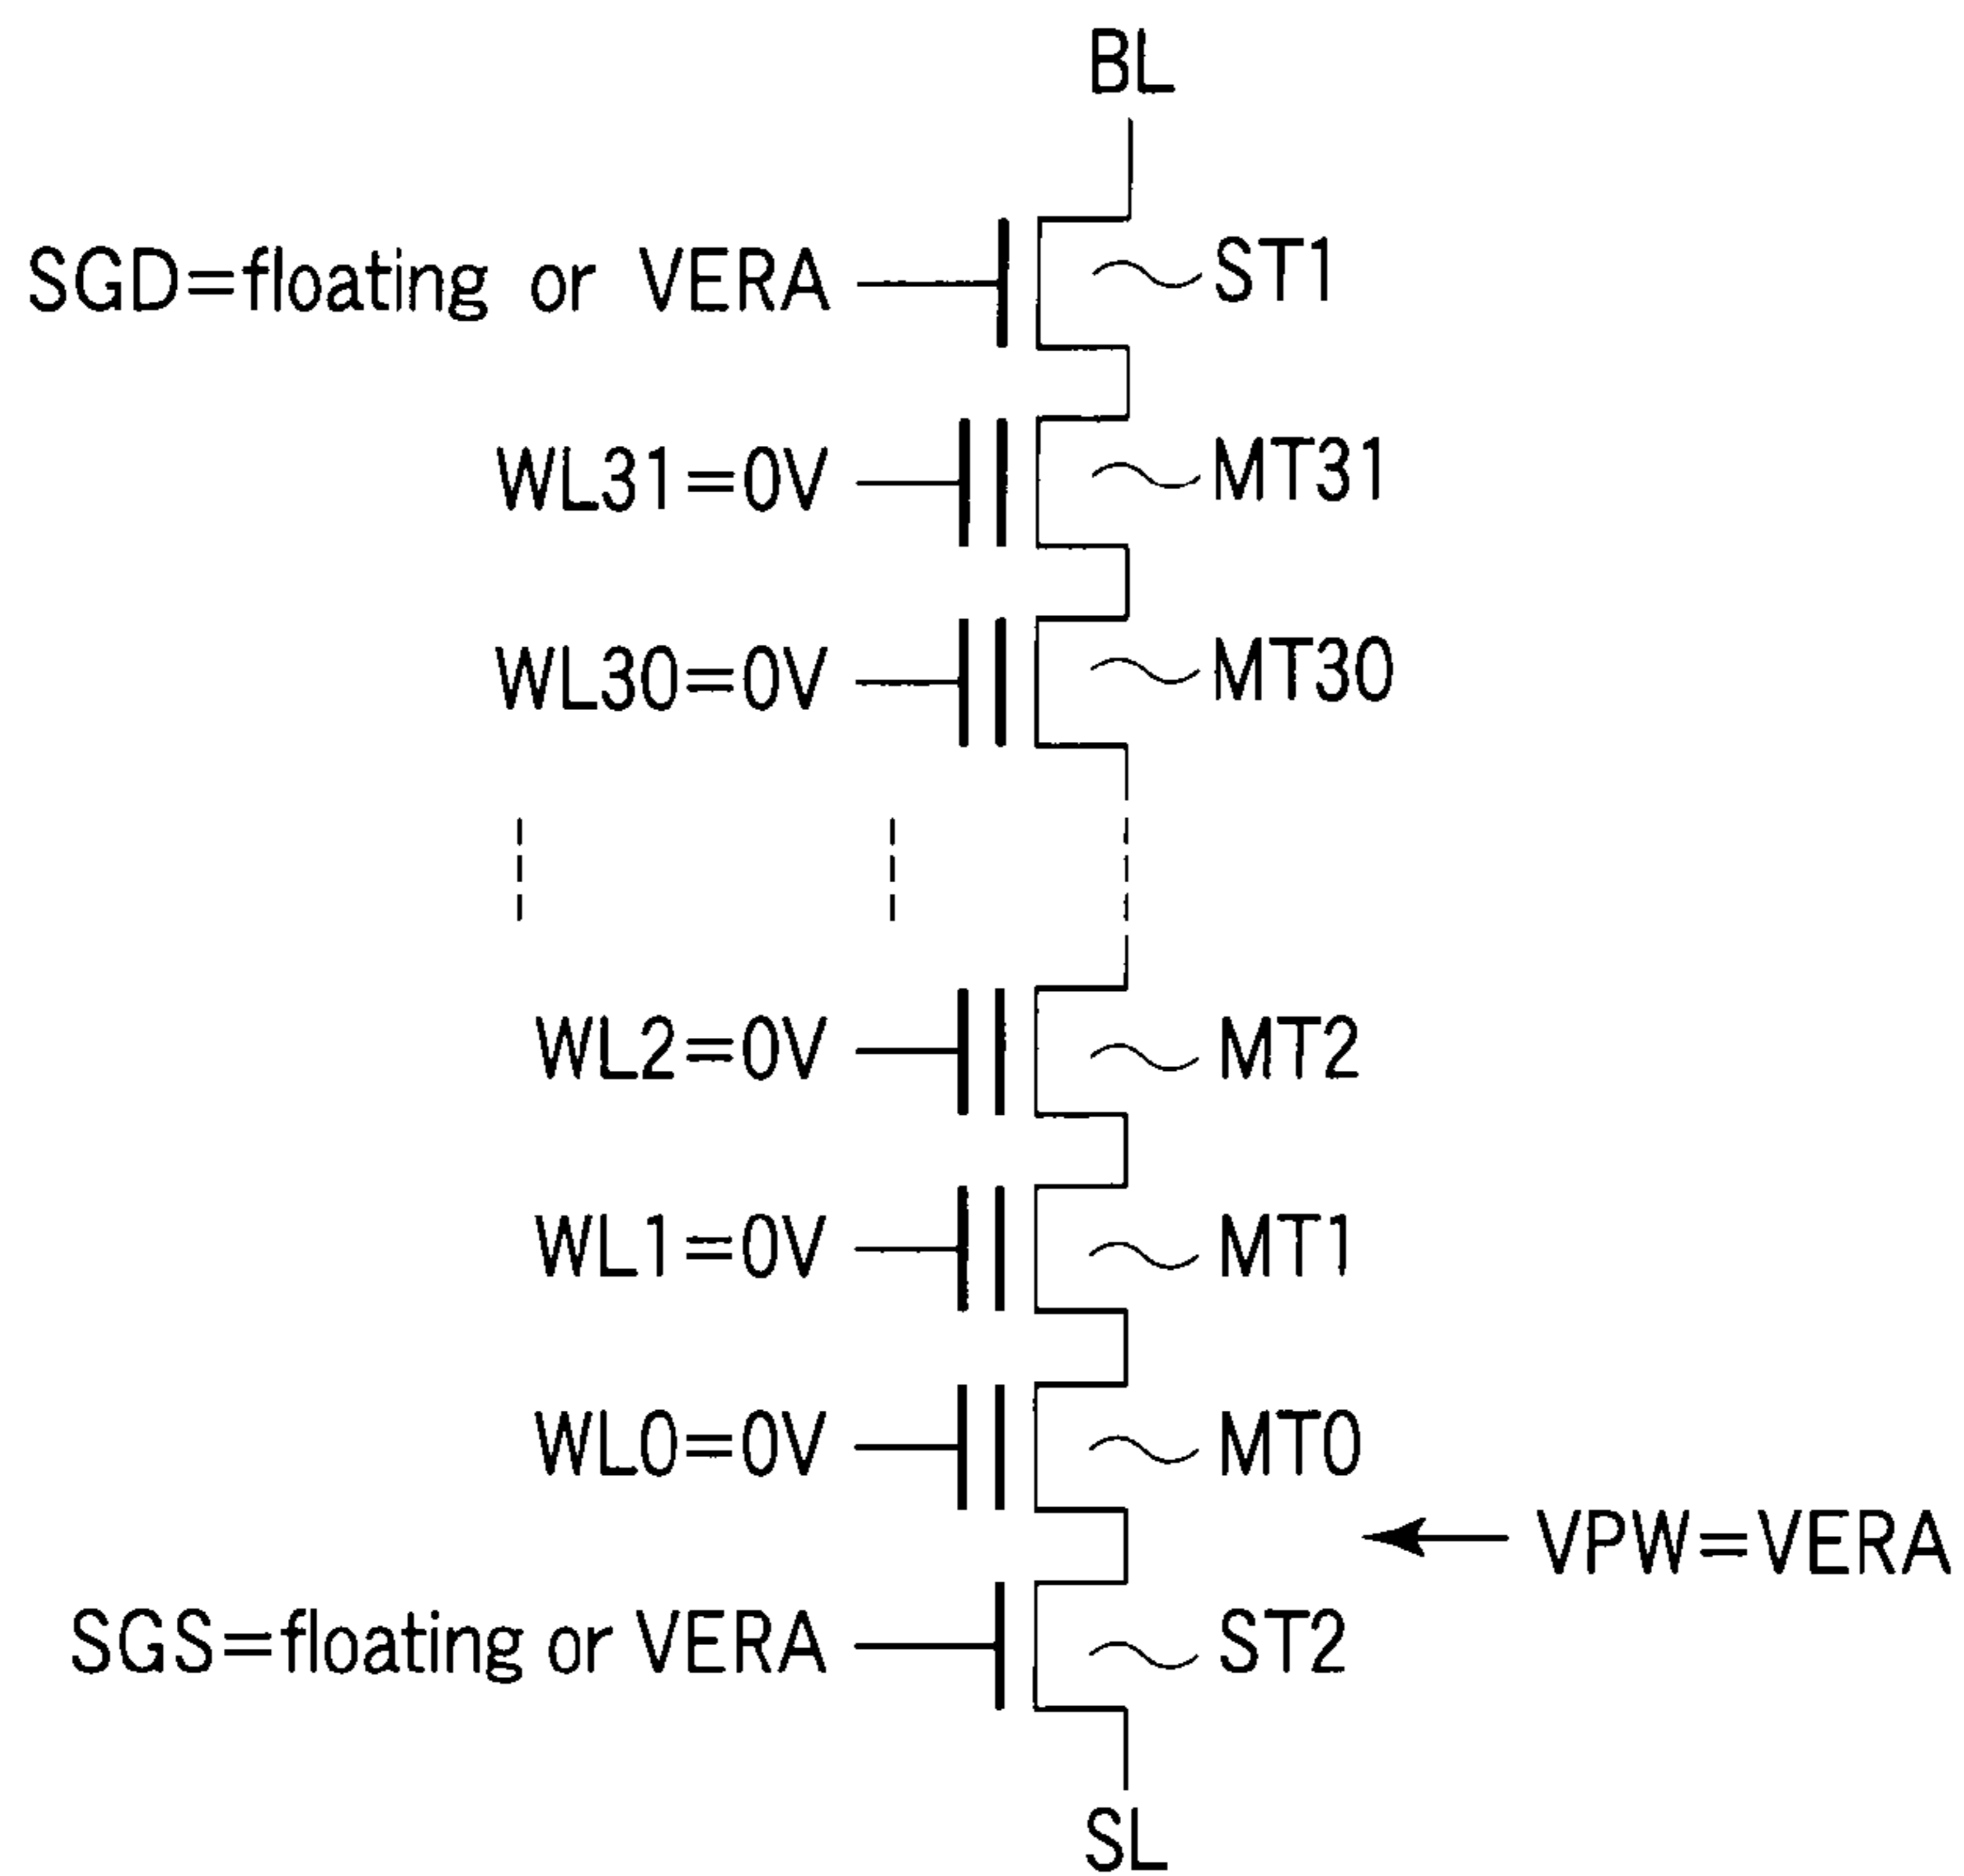 BL
SGD=floating or VERA
ST1
WL31=0V
MT31
WL30=0V
MT30
WL2=0V
MT2
WL1=0V
MT1
WL0=0V
MT0
VPW=VERA
SGS=floating or VERA
ST2
SL